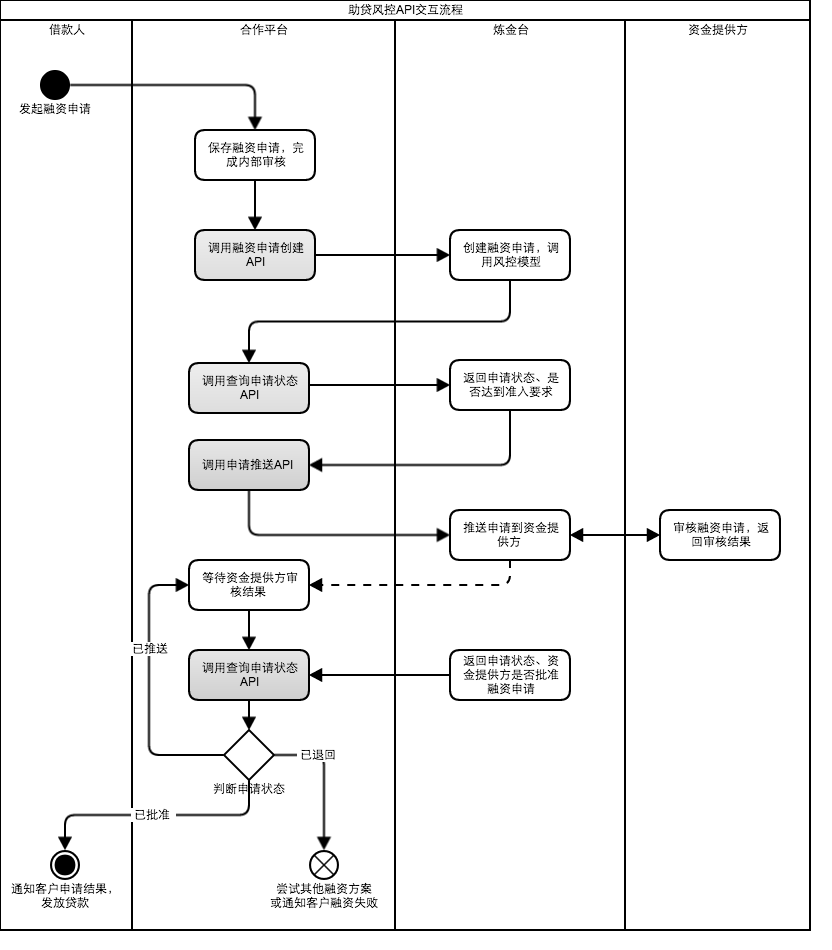 助贷风控API交互流程
借款人
合作平台
炼金台
资金提供方
发起融资申请
保存融资申请，完
成内部审核
调用融资申请创建
API
创建融资申请，调
用风控模型
调用查询申请状态
API
返回申请状态、是
否达到准入要求
调用申请推送API
推送申请到资金提
供方
审核融资申请，返
回审核结果
等待资金提供方审
核结果
已推送
调用查询申请状态
API
返回申请状态、资
金提供方是否批准
融资申请
已退回
判断申请状态
已批准
通知客户申请结果，
发放贷款
尝试其他融资方案
或通知客户融资失败